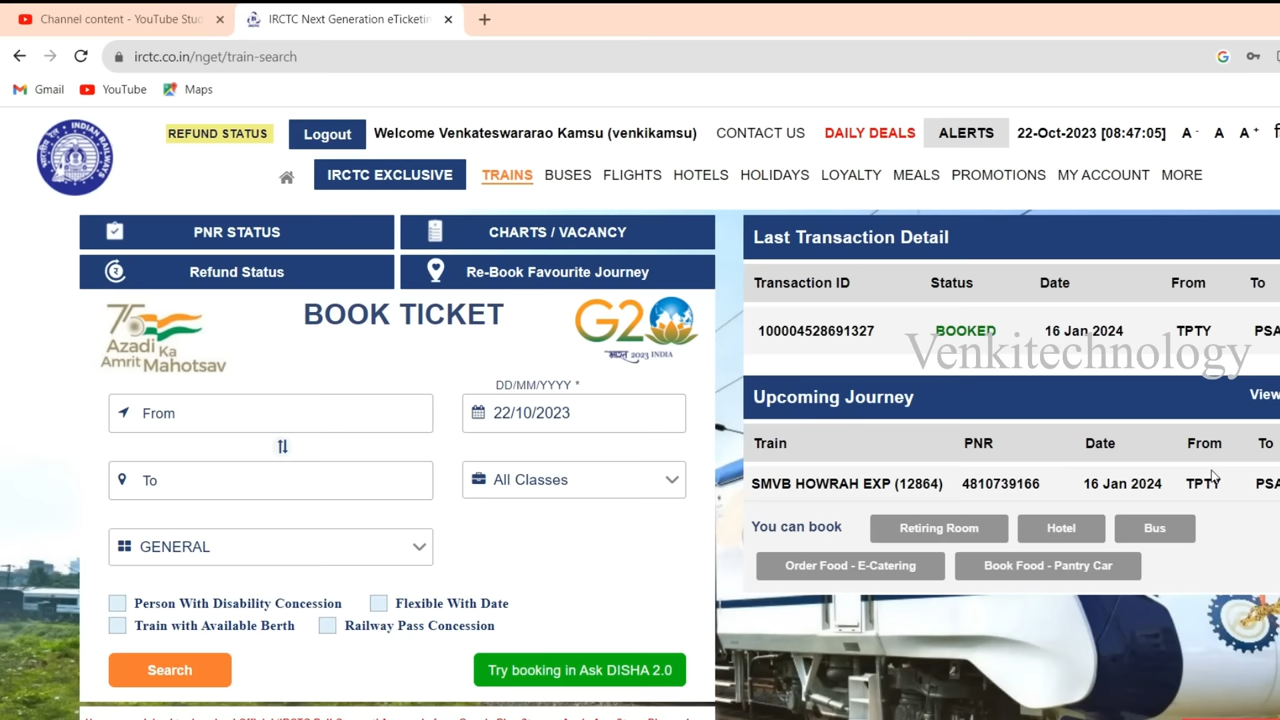 Channel content - YouTube Stu
IRCTC Next Generation eTicketin
irctc.co.in/nget/train-search
Gmail
YouTube
Maps
REFUND STATUS
Logout
Welcome Venkateswararao Kamsu (venkikamsu)
CONTACT US
DAILY DEALS
ALERTS
22-Oct-2023 [08:47:05]
A -
A
A +
IRCTC EXCLUSIVE
TRAINS
BUSES
FLIGHTS
HOTELS
HOLIDAYS
LOYALTY
MEALS
PROMOTIONS
MY ACCOUNT
MORE
INDIAN RAILWAYS
PNR STATUS
CHARTS / VACANCY
Refund Status
Re-Book Favourite Journey
75
Azadi Ka
Amrit Mahotsav
BOOK TICKET
G20
भारत 2023 INDIA
DD/MM/YYYY *
From
22/10/2023
To
All Classes
GENERAL
Person With Disability Concession
Flexible With Date
Train with Available Berth
Railway Pass Concession
Search
Try booking in Ask DISHA 2.0
Last Transaction Detail
Transaction ID Status Date From To
100004528691327 BOOKED 16 Jan 2024 TPTY PSA
Venkitechnology
Upcoming Journey
View
Train PNR Date From To
SMVB HOWRAH EXP (12864) 4810739166 16 Jan 2024 TPTY PSA
You can book
Retiring Room
Hotel
Bus
Order Food - E-Catering
Book Food - Pantry Car